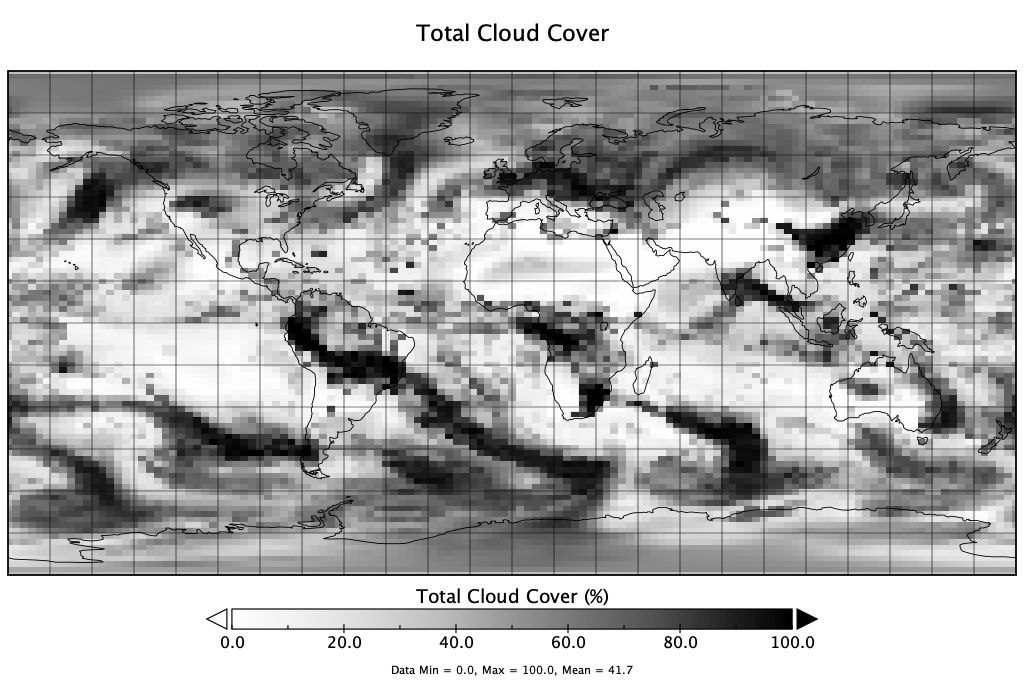 Total Cloud Cover
Total Cloud Cover (%)
0.0 20.0 40.0 60.0 80.0 100.0
Data Min = 0.0, Max = 100.0, Mean = 41.7